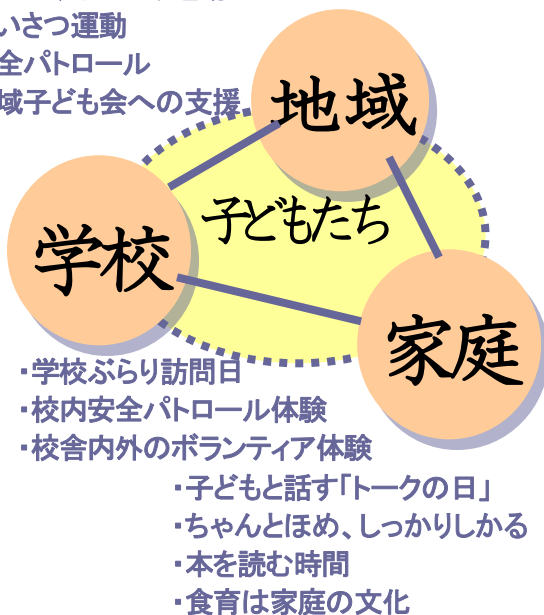 いさつ運動
全パトロール
域子ども会への支援
地域
子どもたち
学校
家庭
・学校ぶらり訪問日
・校内安全パトロール体験
・校舎内外のボランティア体験
・子どもと話す「トークの日」
・ちゃんとほめ、しっかりしかる
・本を読む時間
・食育は家庭の文化